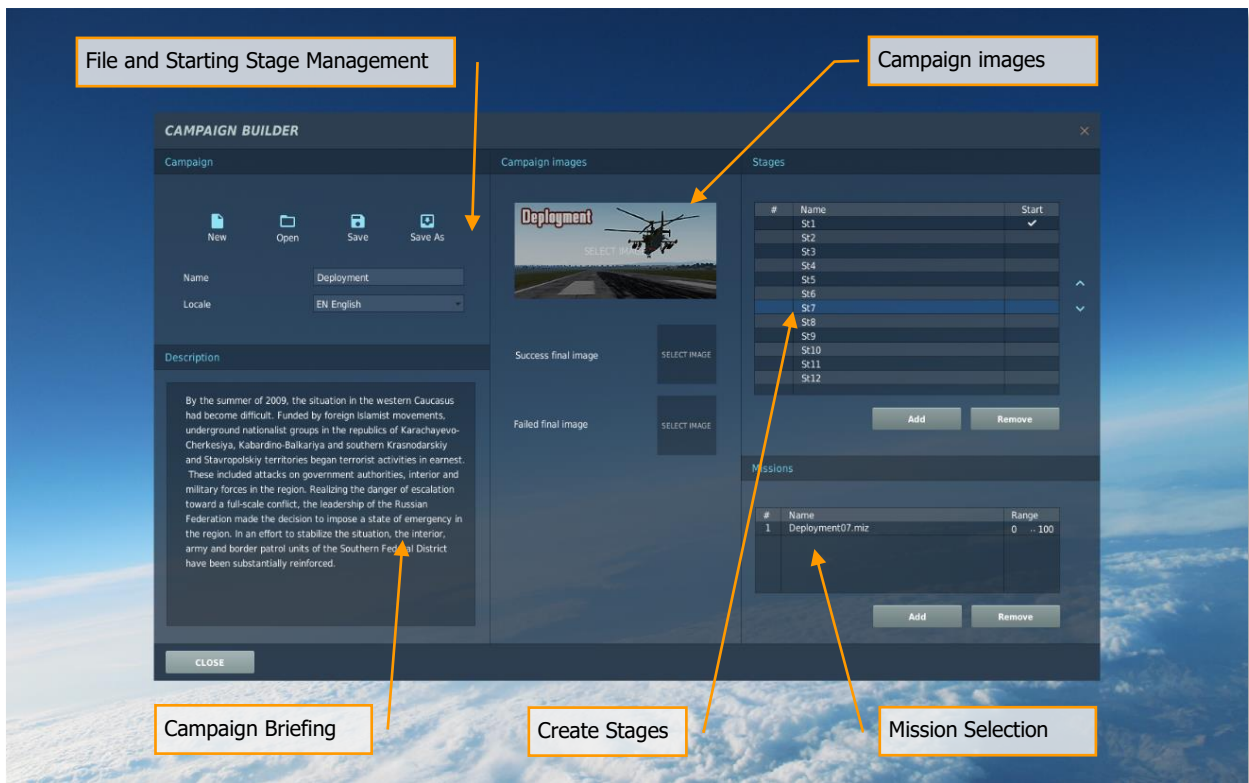 File and Starting Stage Management
Campaign images
CAMPAIGN BUILDER
Campaign
New
Open
Save
Save As
Name
Deployment
Locale
EN English
Description
By the summer of 2009, the situation in the western Caucasus
had become difficult. Funded by foreign Islamist movements,
underground nationalist groups in the republics of Karachayevo-
Cherkesiya, Kabardino-Balkariya and southern Krasnodarskiy
and Stavropolskiy territories began terrorist activities in earnest.
These included attacks on government authorities, interior and
military forces in the region. Realizing the danger of escalation
toward a full-scale conflict, the leadership of the Russian
Federation made the decision to impose a state of emergency in
the region. In an effort to stabilize the situation, the interior,
army and border patrol units of the Southern Federal District
have been substantially reinforced.
CLOSE
Campaign images
Deployment
SELECT IMAGE
Success final image
SELECT IMAGE
Failed final image
SELECT IMAGE
Stages
# Name Start
St1
St2
St3
St4
St5
St6
St7
St8
St9
St10
St11
St12
Add
Remove
Missions
# Name Range
1 Deployment07.miz 0 .. 100
Add
Remove
Campaign Briefing
Create Stages
Mission Selection